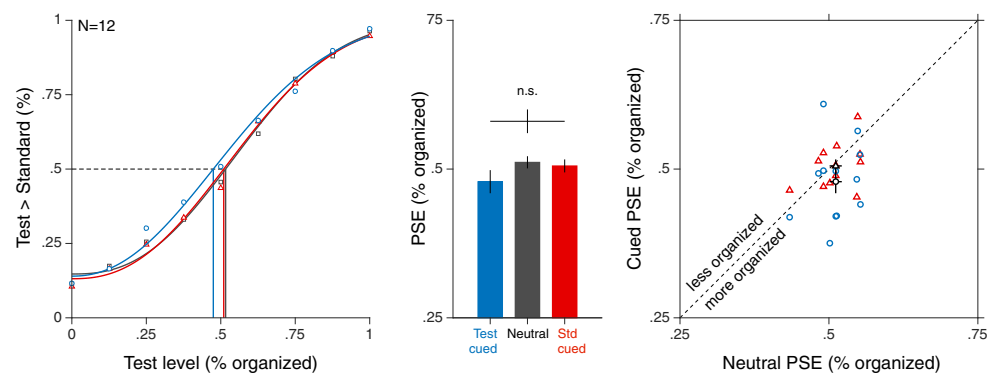 N=12
Test > Standard (%)
1
.75
.5
.25
0
0
.25
.5
.75
1
Test level (% organized)
PSE (% organized)
.75
.5
.25
n.s.
Test
cued
Neutral
Std
cued
Cued PSE (% organized)
.75
.5
.25
less organized
more organized
.25
.5
.75
Neutral PSE (% organized)